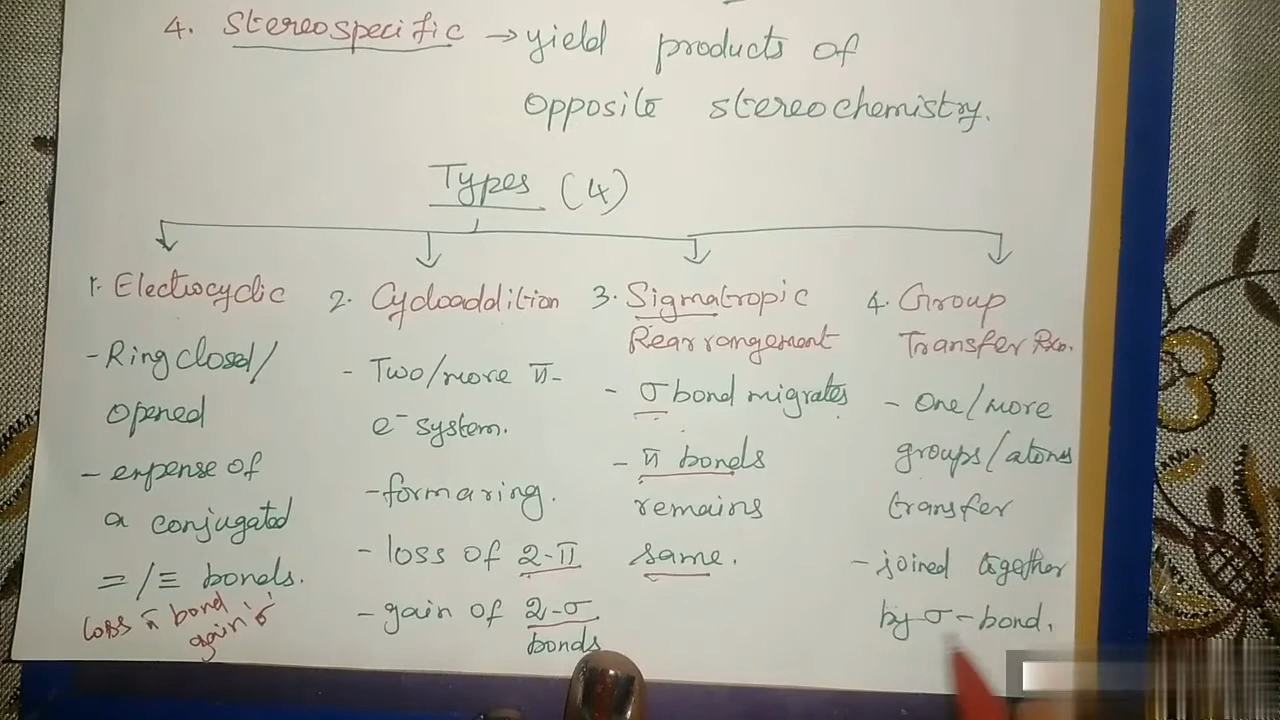 4. Stereospecific → yield products of
opposite stereochemistry.
Types (4)
1. Electrocyclic
- Ring closed/
opened
- expense of
a conjugated
= / ≡ bonds.
Loss π bond
gain σ
2. Cycloaddition
- Two/more π-
e⁻ system.
- form a ring.
- loss of 2-π
- gain of 2-σ
bonds
3. Sigmatropic
Rearrangement
- σ bond migrates
- π bonds
remains
same.
4. Group
Transfer Rxn.
- One/more
groups/atoms
transfer
- joined together
by σ-bond.